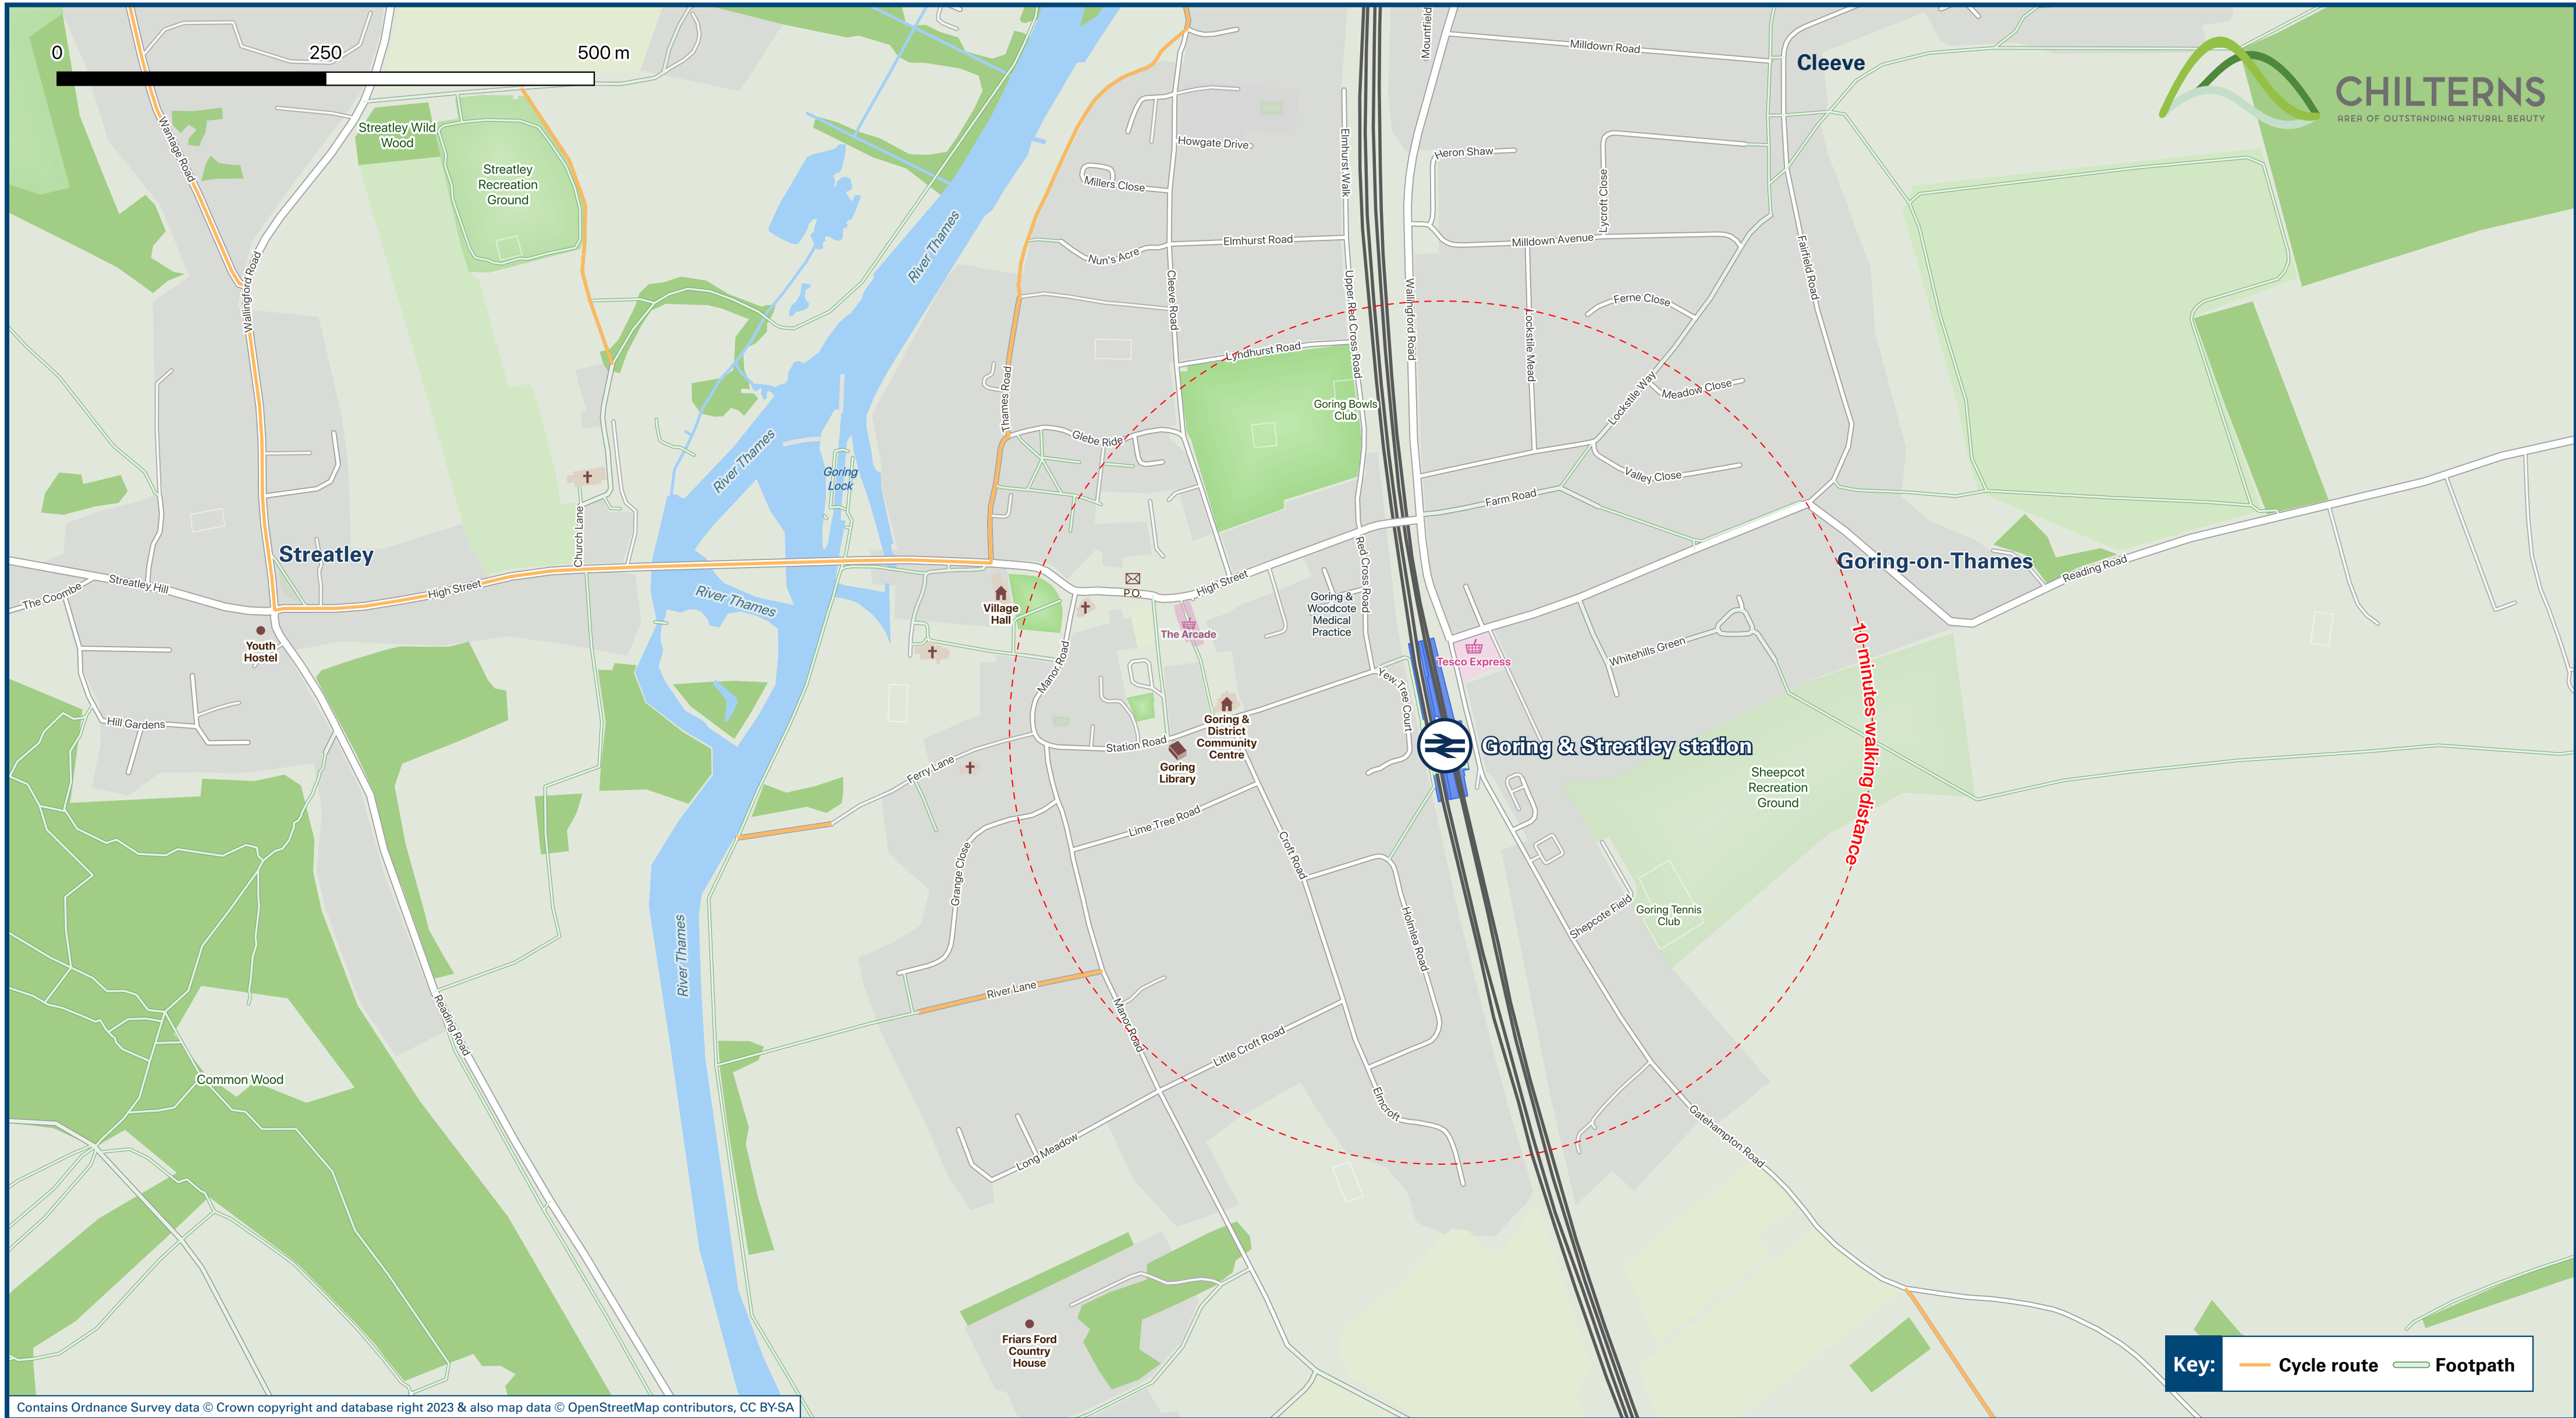 0 250 500 m
Mountfield
Milldown Road
Cleeve
CHILTERNS
AREA OF OUTSTANDING NATURAL BEAUTY
Wantage Road
Streatley Wild
Wood
Streatley
Recreation
Ground
Howgate Drive
Millers Close
Elmhurst Walk
Heron Shaw
Lycroft Close
Milldown Avenue
Elmhurst Road
Nun's Acre
River Thames
Wallingford Road
Cleeve Road
Upper Red Cross Road
Wallingford Road
Fairfield Road
Ferne Close
Lockstile Mead
Lyndhurst Road
Lockstile Way
Meadow Close
Thames Road
Goring Bowls
Club
Glebe Ride
River Thames
Goring
Lock
Valley Close
Farm Road
Church Lane
Streatley
Goring-on-Thames
Reading Road
Red Cross Road
The Coombe
Streatley Hill
High Street
River Thames
Village
Hall
P.O.
High Street
The Arcade
Goring &
Woodcote
Medical
Practice
Youth
Hostel
Tesco Express
Whitehills Green
10 minutes walking distance
Manor Road
Yew Tree Court
Hill Gardens
Goring &
District
Community
Centre
Station Road
Goring
Library
Goring & Streatley station
Ferry Lane
Sheepcot
Recreation
Ground
Lime Tree Road
Croft Road
Grange Close
Goring Tennis
Club
Shepcote Field
Holmlea Road
River Thames
River Lane
Manor Road
Reading Road
Little Croft Road
Common Wood
Elmcroft
Gatehampton Road
Long Meadow
Friars Ford
Country
House
Key: Cycle route Footpath
Contains Ordnance Survey data © Crown copyright and database right 2023 & also map data © OpenStreetMap contributors, CC BY-SA